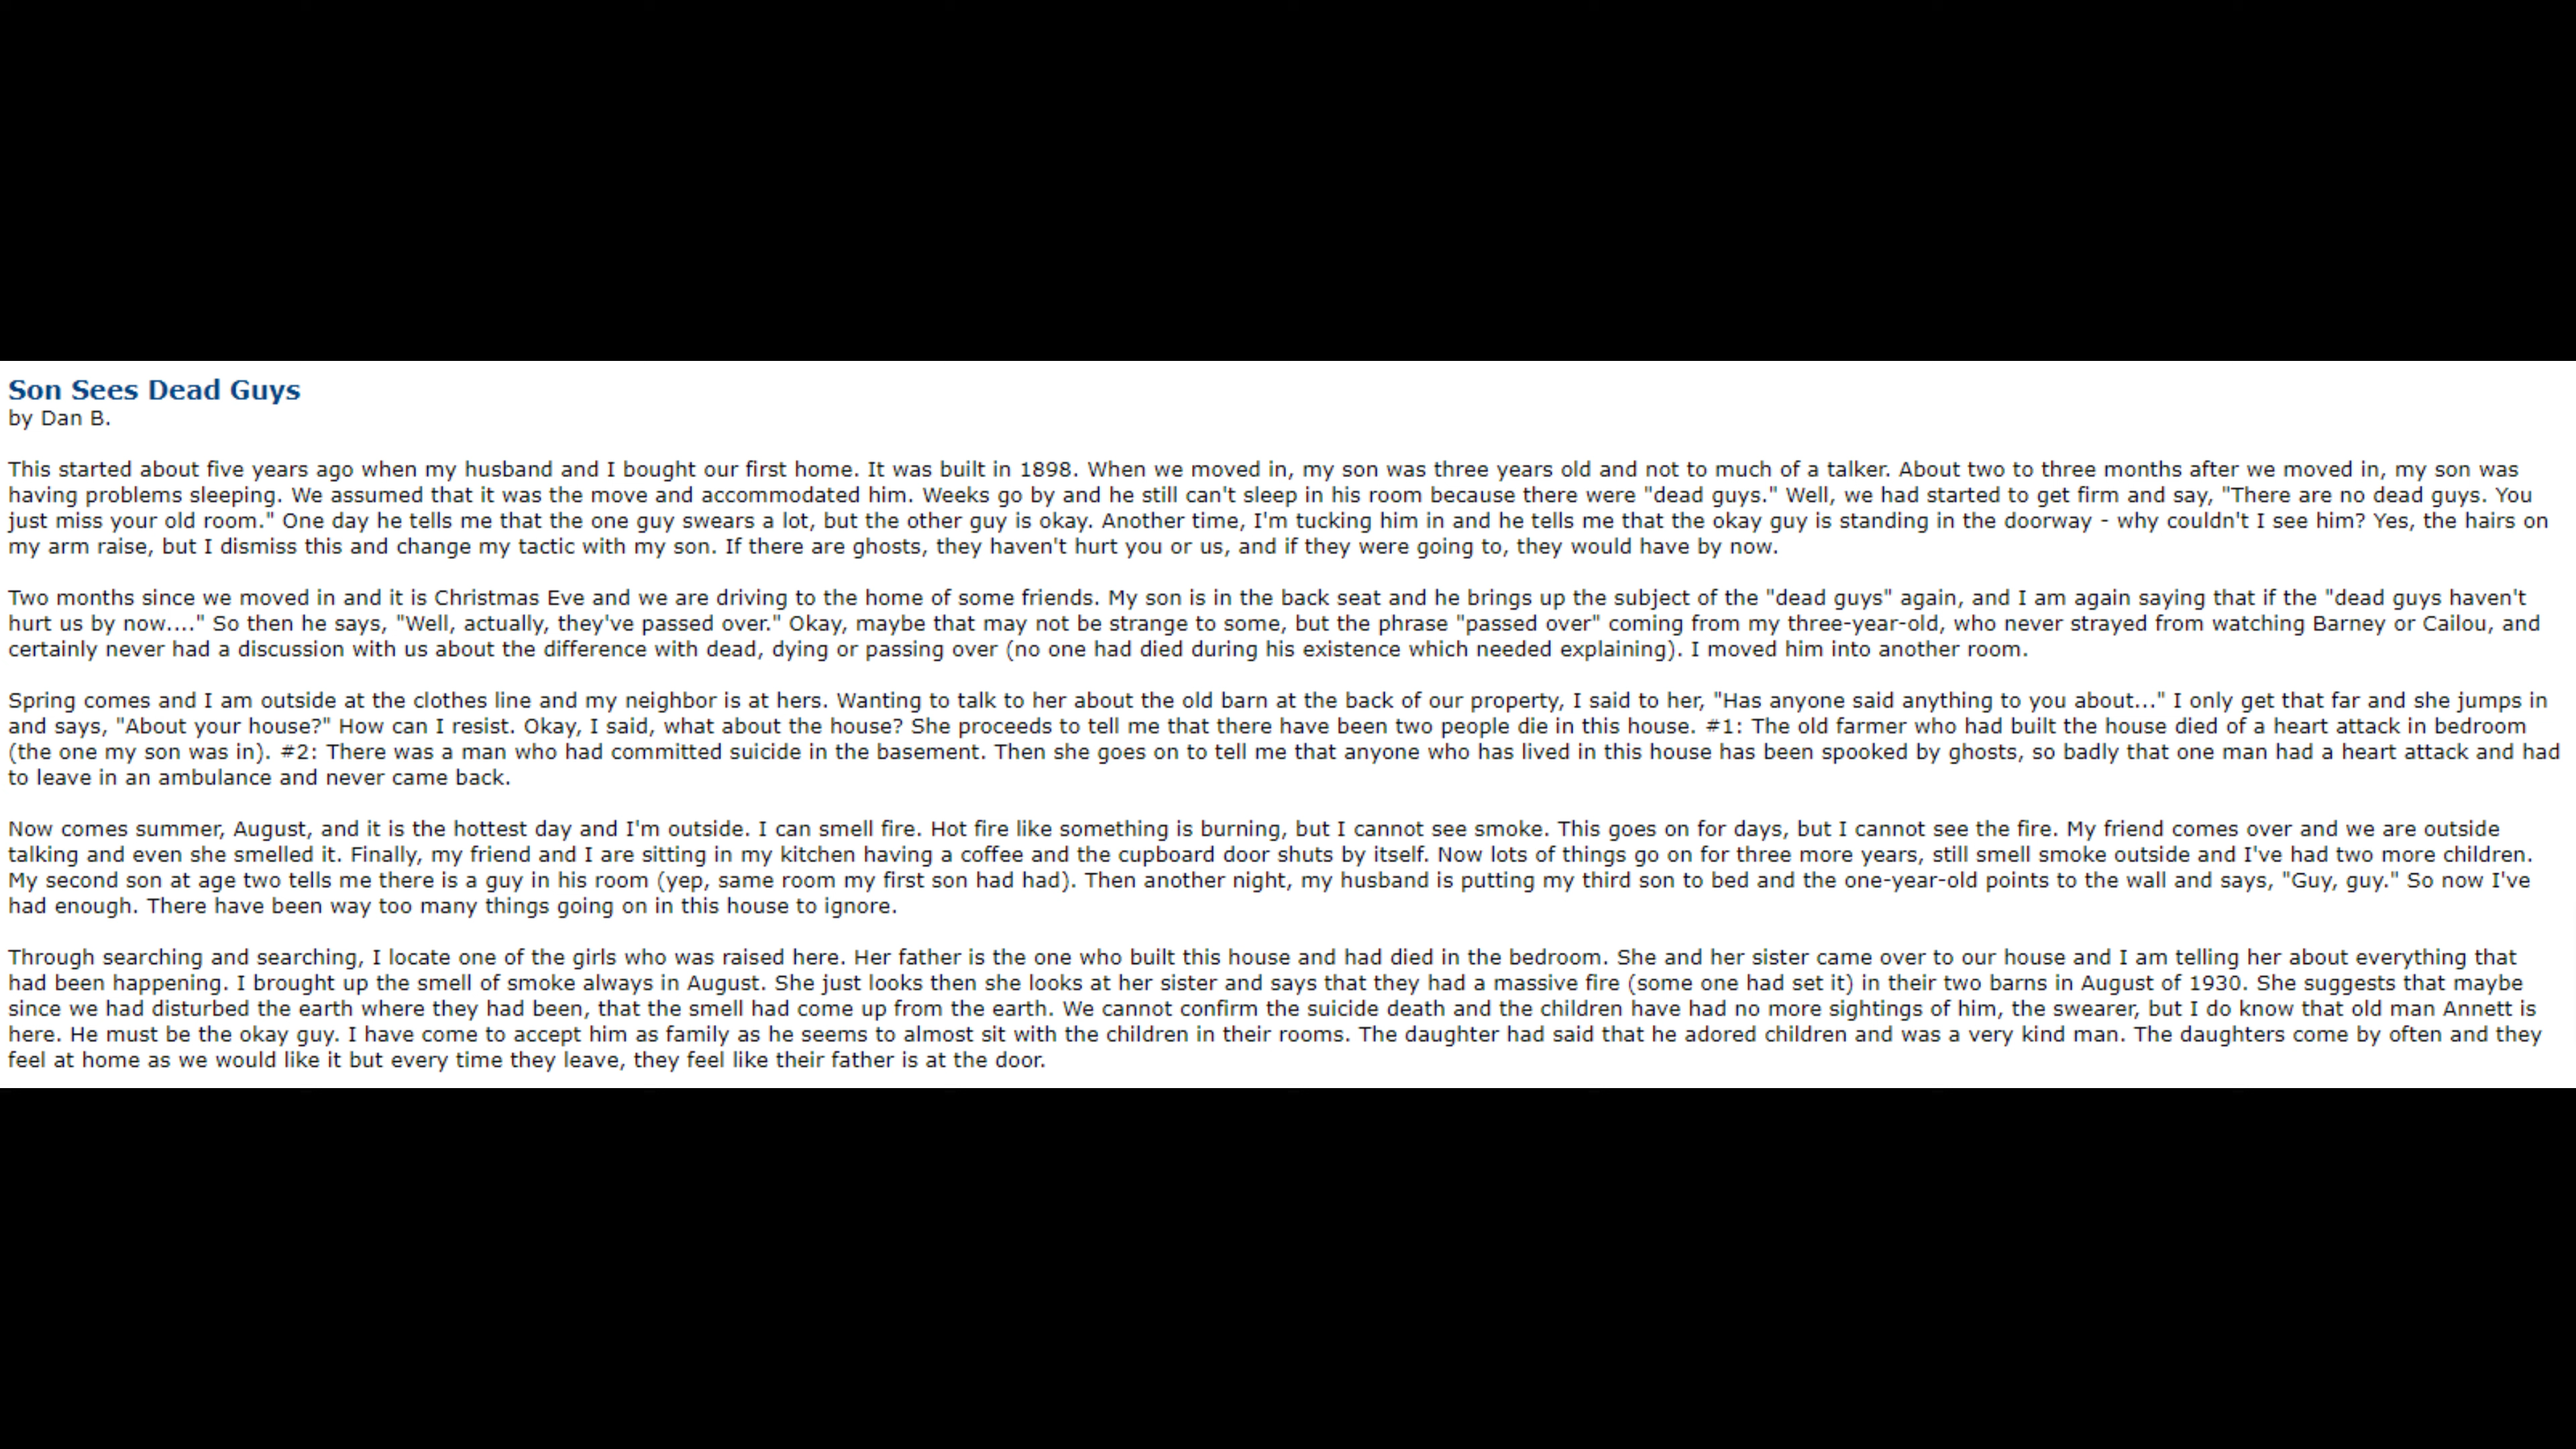 Son Sees Dead Guys
by Dan B.
This started about five years ago when my husband and I bought our first home. It was built in 1898. When we moved in, my son was three years old and not to much of a talker. About two to three months after we moved in, my son was
having problems sleeping. We assumed that it was the move and accommodated him. Weeks go by and he still can't sleep in his room because there were "dead guys." Well, we had started to get firm and say, "There are no dead guys. You
just miss your old room." One day he tells me that the one guy swears a lot, but the other guy is okay. Another time, I'm tucking him in and he tells me that the okay guy is standing in the doorway - why couldn't I see him? Yes, the hairs on
my arm raise, but I dismiss this and change my tactic with my son. If there are ghosts, they haven't hurt you or us, and if they were going to, they would have by now.
Two months since we moved in and it is Christmas Eve and we are driving to the home of some friends. My son is in the back seat and he brings up the subject of the "dead guys" again, and I am again saying that if the "dead guys haven't
hurt us by now...." So then he says, "Well, actually, they've passed over." Okay, maybe that may not be strange to some, but the phrase "passed over" coming from my three-year-old, who never strayed from watching Barney or Cailou, and
certainly never had a discussion with us about the difference with dead, dying or passing over (no one had died during his existence which needed explaining). I moved him into another room.
Spring comes and I am outside at the clothes line and my neighbor is at hers. Wanting to talk to her about the old barn at the back of our property, I said to her, "Has anyone said anything to you about..." I only get that far and she jumps in
and says, "About your house?" How can I resist. Okay, I said, what about the house? She proceeds to tell me that there have been two people die in this house. #1: The old farmer who had built the house died of a heart attack in bedroom
(the one my son was in). #2: There was a man who had committed suicide in the basement. Then she goes on to tell me that anyone who has lived in this house has been spooked by ghosts, so badly that one man had a heart attack and had
to leave in an ambulance and never came back.
Now comes summer, August, and it is the hottest day and I'm outside. I can smell fire. Hot fire like something is burning, but I cannot see smoke. This goes on for days, but I cannot see the fire. My friend comes over and we are outside
talking and even she smelled it. Finally, my friend and I are sitting in my kitchen having a coffee and the cupboard door shuts by itself. Now lots of things go on for three more years, still smell smoke outside and I've had two more children.
My second son at age two tells me there is a guy in his room (yep, same room my first son had had). Then another night, my husband is putting my third son to bed and the one-year-old points to the wall and says, "Guy, guy." So now I've
had enough. There have been way too many things going on in this house to ignore.
Through searching and searching, I locate one of the girls who was raised here. Her father is the one who built this house and had died in the bedroom. She and her sister came over to our house and I am telling her about everything that
had been happening. I brought up the smell of smoke always in August. She just looks then she looks at her sister and says that they had a massive fire (some one had set it) in their two barns in August of 1930. She suggests that maybe
since we had disturbed the earth where they had been, that the smell had come up from the earth. We cannot confirm the suicide death and the children have had no more sightings of him, the swearer, but I do know that old man Annett is
here. He must be the okay guy. I have come to accept him as family as he seems to almost sit with the children in their rooms. The daughter had said that he adored children and was a very kind man. The daughters come by often and they
feel at home as we would like it but every time they leave, they feel like their father is at the door.